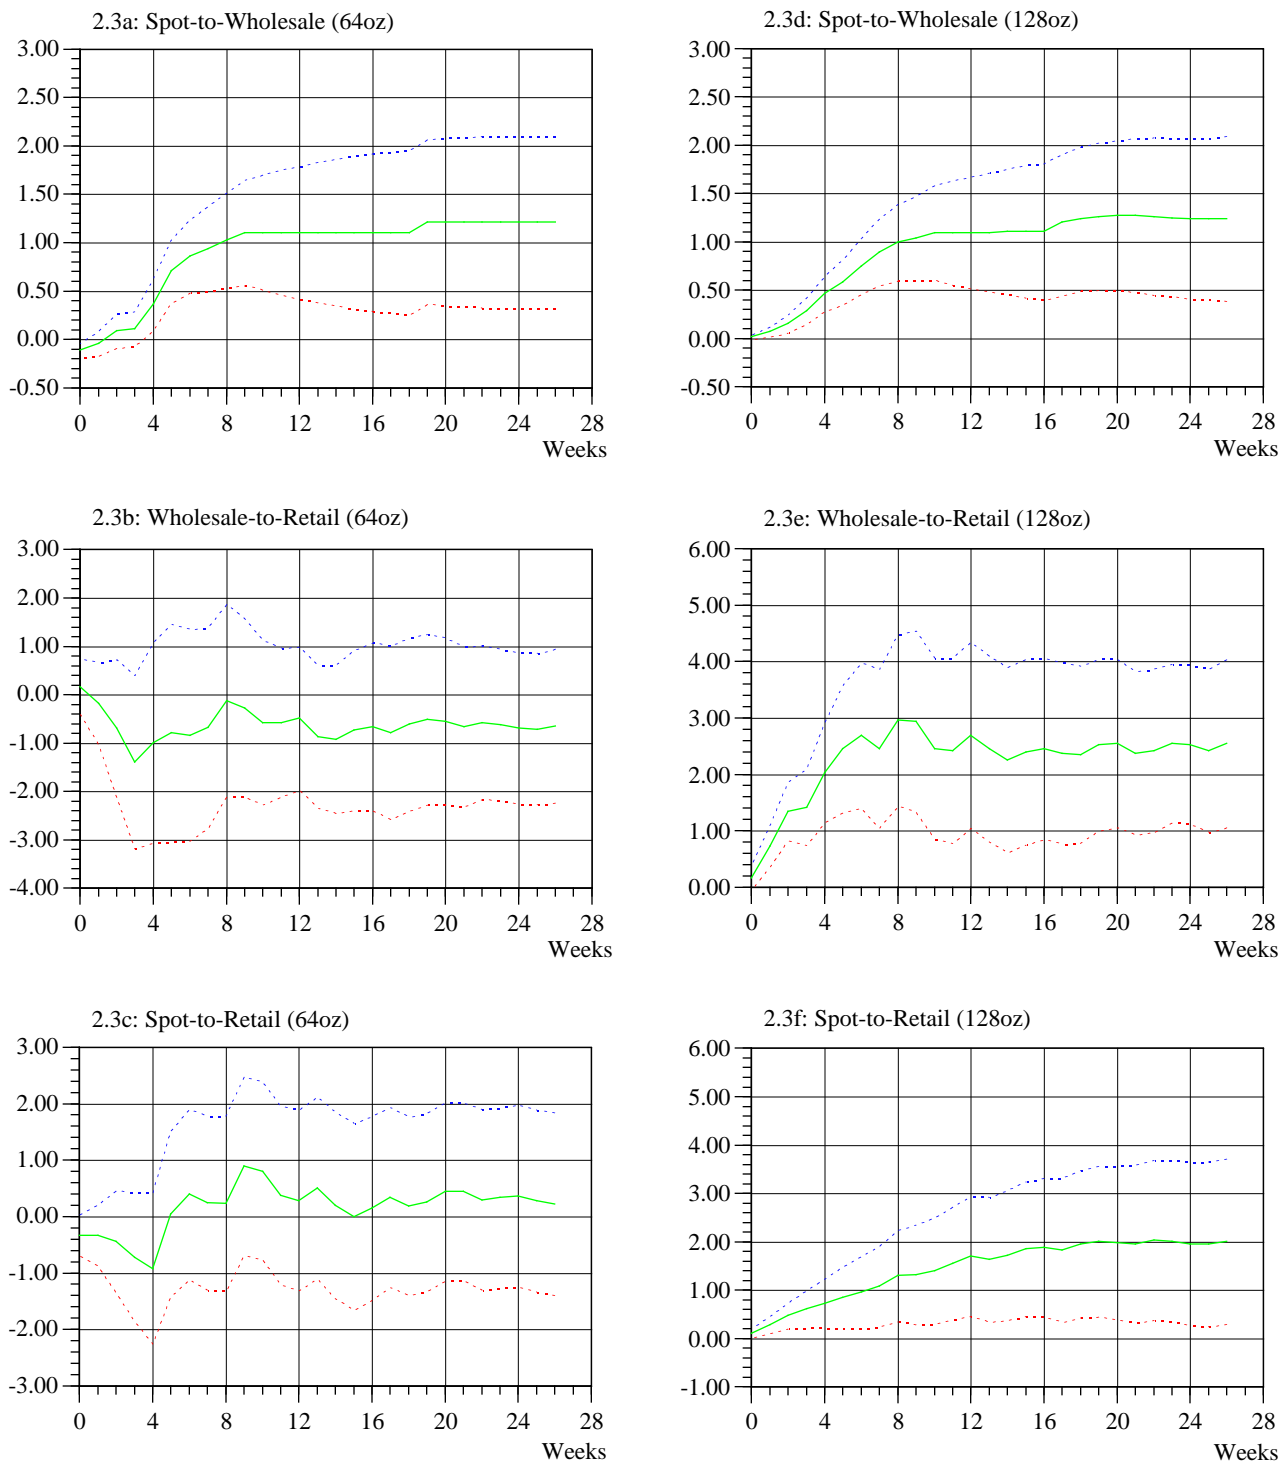 2.3a: Spot-to-Wholesale (64oz)
3.00
2.50
2.00
1.50
1.00
0.50
0.00
-0.50
0 4 8 12 16 20 24 28
Weeks
2.3d: Spot-to-Wholesale (128oz)
3.00
2.50
2.00
1.50
1.00
0.50
0.00
-0.50
0 4 8 12 16 20 24 28
Weeks
2.3b: Wholesale-to-Retail (64oz)
3.00
2.00
1.00
0.00
-1.00
-2.00
-3.00
-4.00
0 4 8 12 16 20 24 28
Weeks
2.3e: Wholesale-to-Retail (128oz)
6.00
5.00
4.00
3.00
2.00
1.00
0.00
0 4 8 12 16 20 24 28
Weeks
2.3c: Spot-to-Retail (64oz)
3.00
2.00
1.00
0.00
-1.00
-2.00
-3.00
0 4 8 12 16 20 24 28
Weeks
2.3f: Spot-to-Retail (128oz)
6.00
5.00
4.00
3.00
2.00
1.00
0.00
-1.00
0 4 8 12 16 20 24 28
Weeks